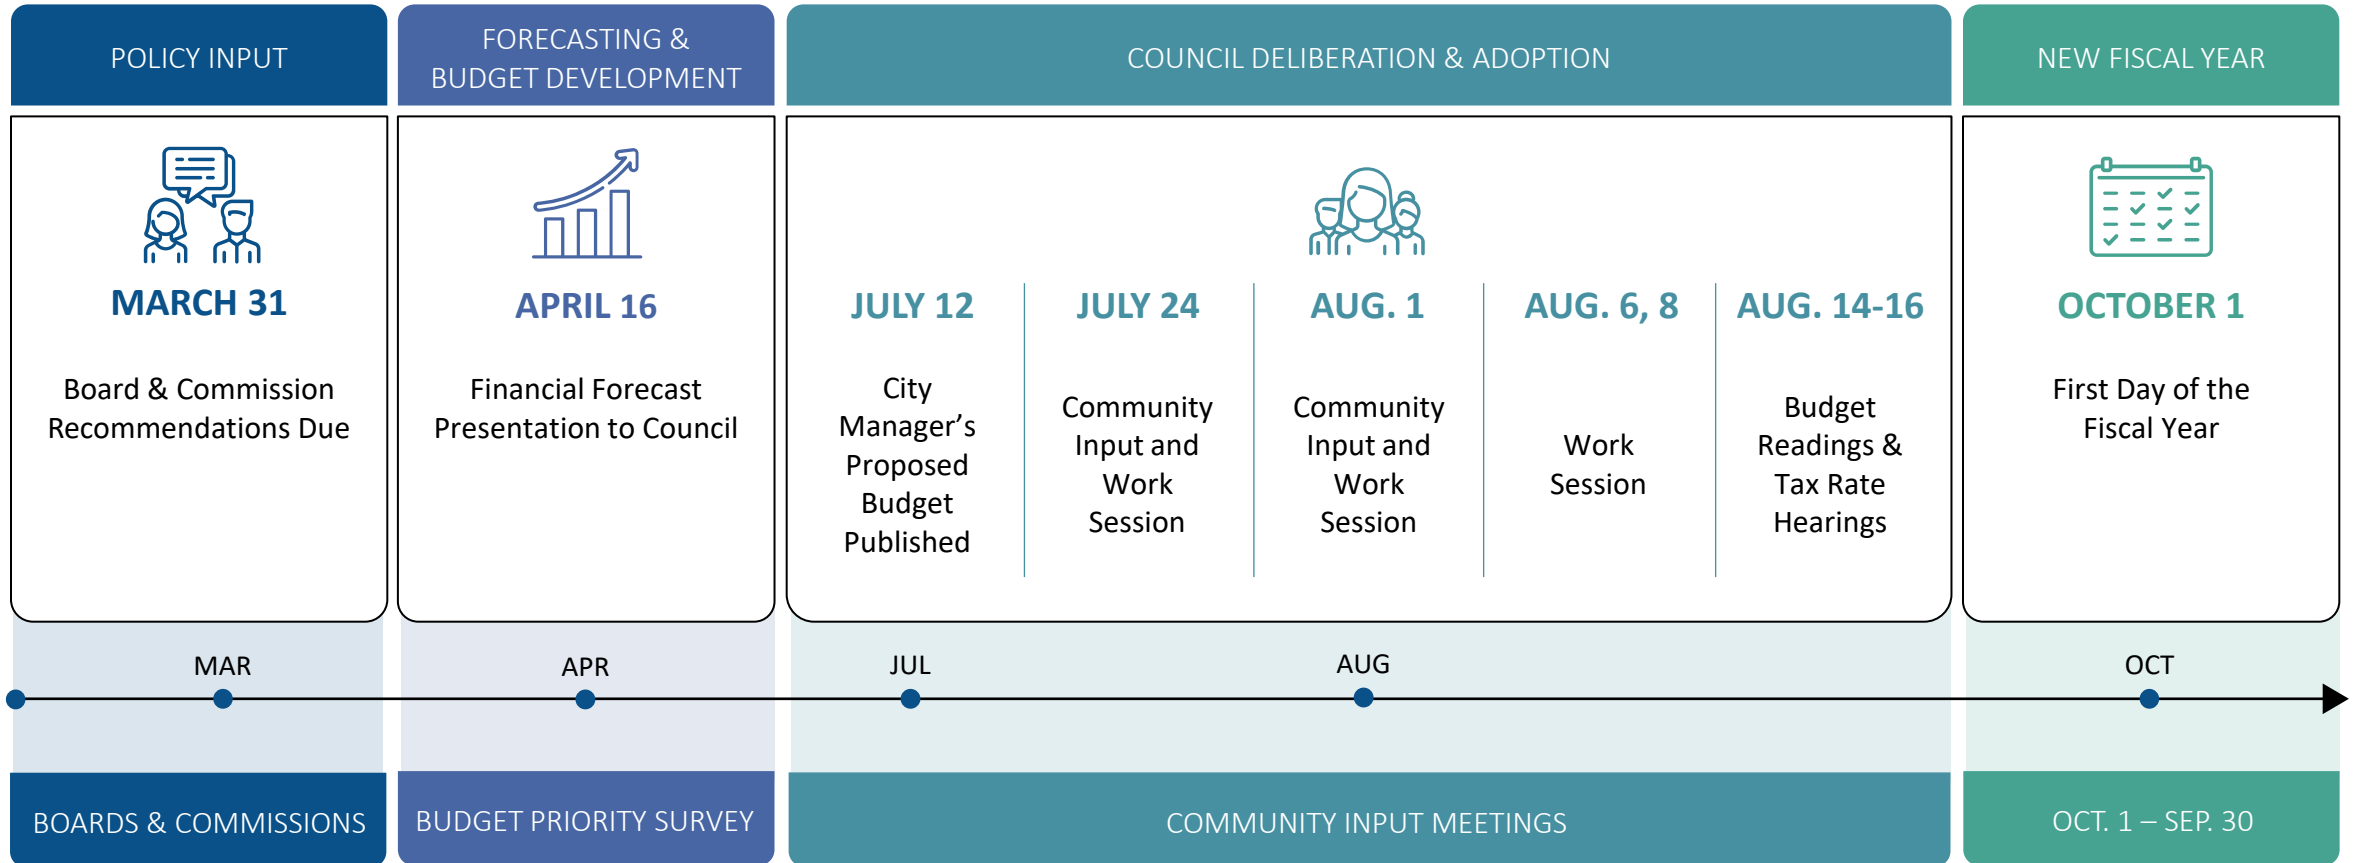 POLICY INPUT
FORECASTING &
BUDGET DEVELOPMENT
COUNCIL DELIBERATION & ADOPTION
NEW FISCAL YEAR
MARCH 31
Board & Commission
Recommendations Due
APRIL 16
Financial Forecast
Presentation to Council
JULY 12
City
Manager’s
Proposed
Budget
Published
JULY 24
Community
Input and
Work
Session
AUG. 1
Community
Input and
Work
Session
AUG. 6, 8
Work
Session
AUG. 14-16
Budget
Readings &
Tax Rate
Hearings
OCTOBER 1
First Day of the
Fiscal Year
MAR
APR
JUL
AUG
OCT
BOARDS & COMMISSIONS
BUDGET PRIORITY SURVEY
COMMUNITY INPUT MEETINGS
OCT. 1 – SEP. 30